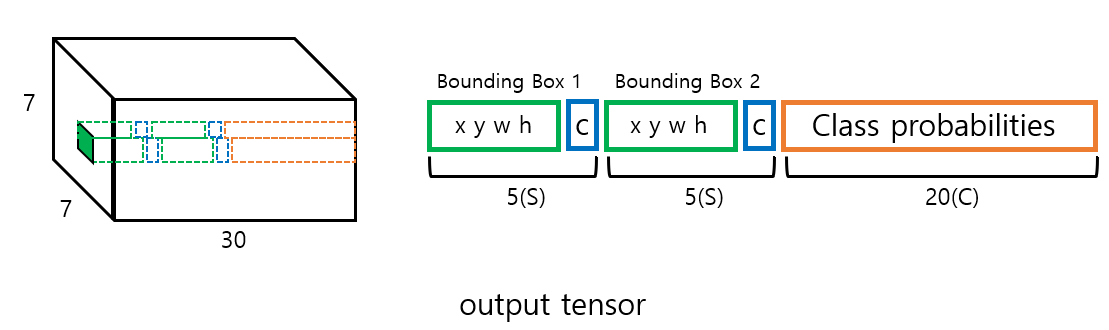 7
7
30
Bounding Box 1
Bounding Box 2
x y w h
c
x y w h
c
Class probabilities
5(S)
5(S)
20(C)
output tensor